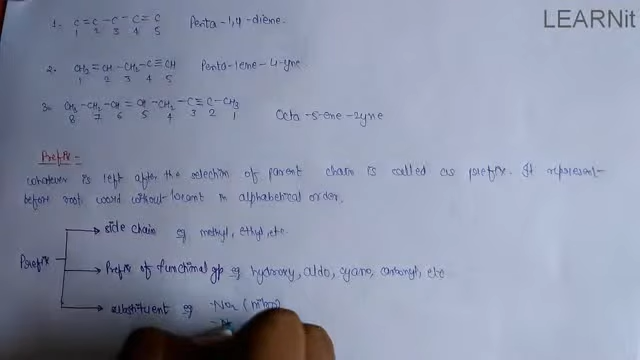 LEARNit
1. C=C-C-C=C Penta-1,4-diene.
1 2 3 4 5
2. CH2=CH-CH2-C≡CH Penta-1ene-4-yne
1 2 3 4 5
3. CH3-CH2-CH=CH-CH2-C≡C-CH3
8 7 6 5 4 3 2 1 Octa-5-ene-2yne
Prefix-
Whatever is left after the selection of parent chain is called as prefix. It represent
before root word without locant in alphabetical order.
side chain eg methyl, ethyl, etc.
Prefix Prefix of functional gp eg hydroxy, aldo, cyano, carbonyl, etc
substituent eg -NO2 (nitro)